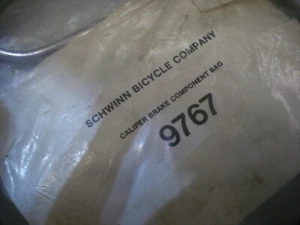 SCHWINN BICYCLE COMPANY
CALIPER BRAKE COMPONENT BAG
9767